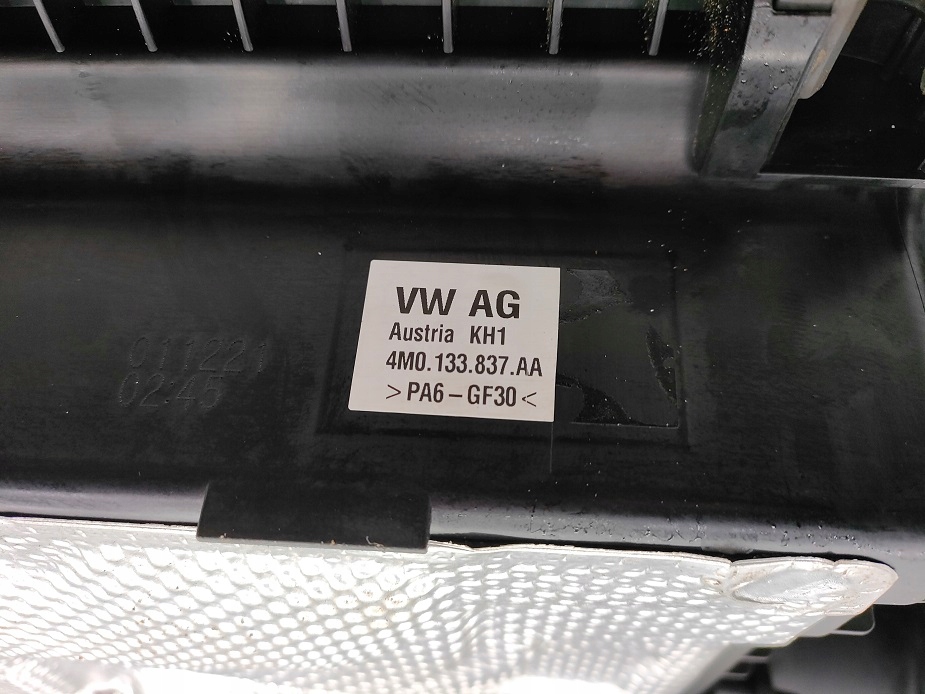 VW AG
Austria KH1
4M0.133.837.AA
>PA6-GF30<
011221
02:45